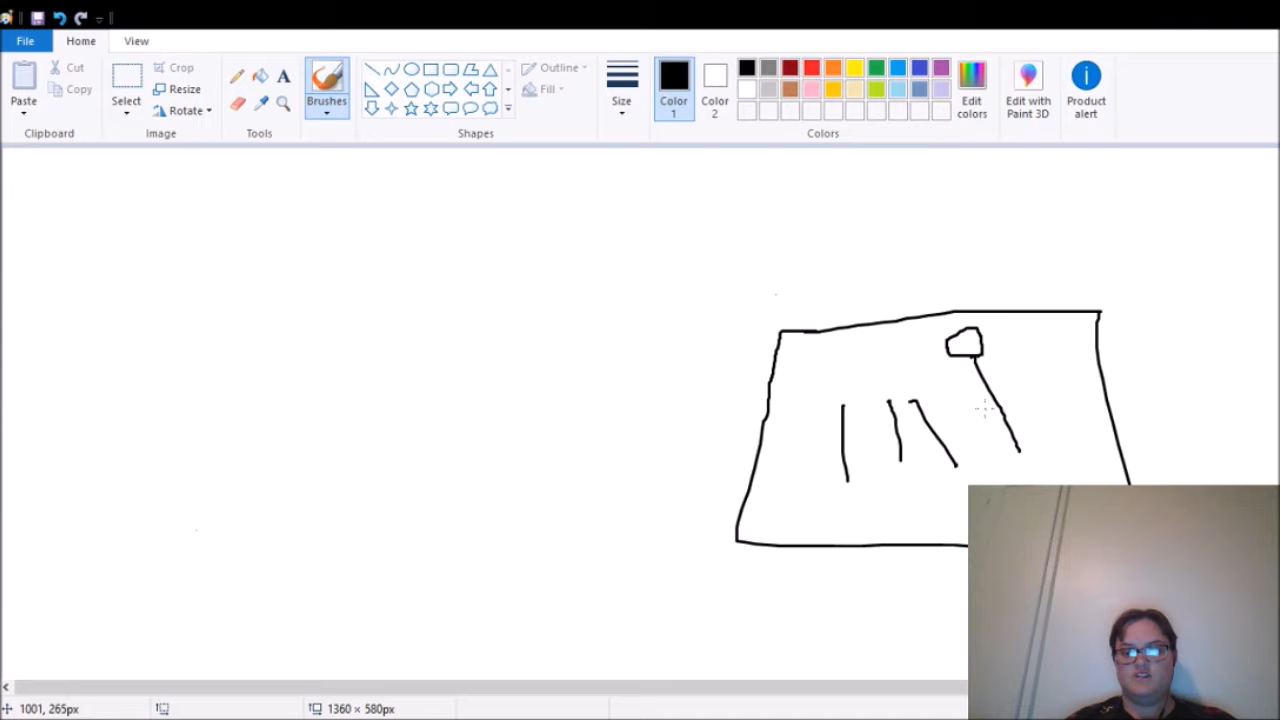 File Home View
Paste
Cut
Copy
Clipboard
Select
Crop
Resize
Rotate
Image
A
Tools
Brushes
Outline
Fill
Shapes
Size
Color
1
Color
2
Edit
colors
Colors
Edit with
Paint 3D
Product
alert
1001, 265px
1360 × 580px